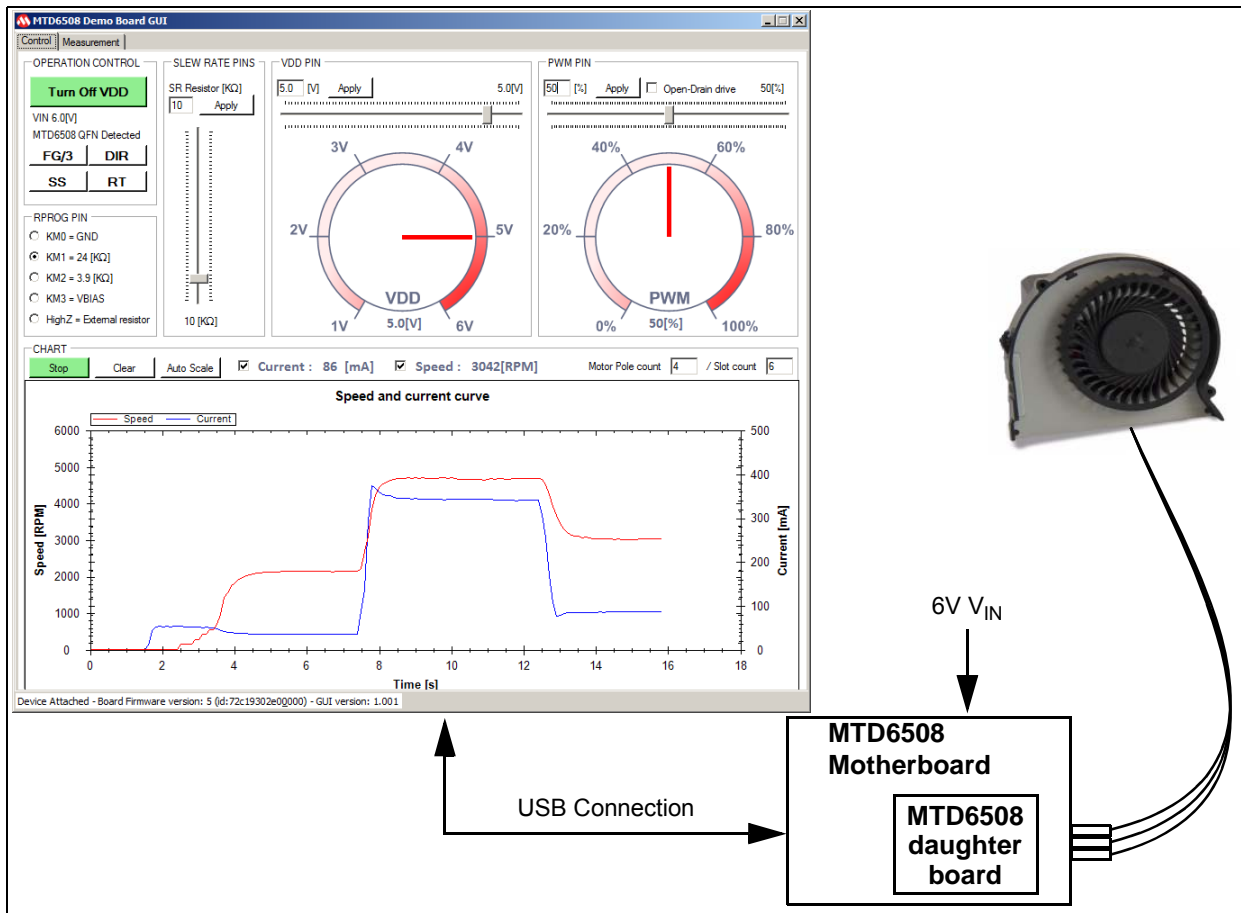 MTD6508 Demo Board GUI
Control Measurement
OPERATION CONTROL
Turn Off VDD
VIN 6.0[V]
MTD6508 QFN Detected
FG/3 DIR
SS RT
RPROG PIN
KM0 = GND
KM1 = 24 [KΩ]
KM2 = 3.9 [KΩ]
KM3 = VBIAS
HighZ = External resistor
SLEW RATE PINS
SR Resistor [KΩ]
10 Apply
10 [KΩ]
VDD PIN
5.0 [V] Apply 5.0[V]
3V 4V
2V 5V
VDD
1V 5.0[V] 6V
PWM PIN
50 [%] Apply Open-Drain drive 50[%]
40% 60%
20% 80%
PWM
0% 50[%] 100%
CHART
Stop Clear Auto Scale Current : 86 [mA] Speed : 3042[RPM] Motor Pole count 4 / Slot count 6
Speed and current curve
Speed Current
6000 500
5000
400
4000
300
3000
200
2000
100
1000
0 0
Speed [RPM]
Current [mA]
0 2 4 6 8 10 12 14 16 18
Time [s]
Device Attached - Board Firmware version: 5 (id:72c19302e00000) - GUI version: 1.001
6V VIN
USB Connection
MTD6508
Motherboard
MTD6508
daughter
board